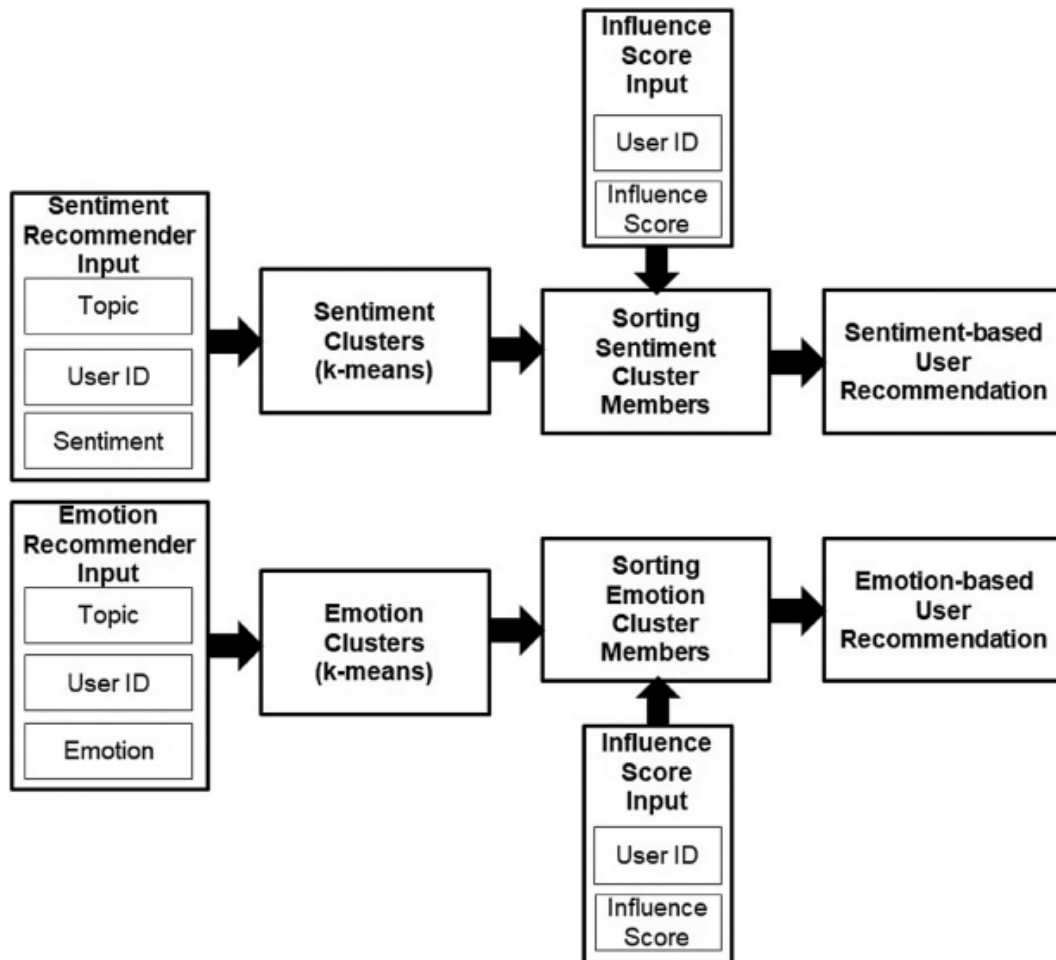 Influence
Score
Input
User ID
Influence
Score
Sentiment
Recommender
Input
Topic
User ID
Sentiment
Sentiment
Clusters
(k-means)
Sorting
Sentiment
Cluster
Members
Sentiment-based
User
Recommendation
Emotion
Recommender
Input
Topic
User ID
Emotion
Emotion
Clusters
(k-means)
Sorting
Emotion
Cluster
Members
Emotion-based
User
Recommendation
Influence
Score
Input
User ID
Influence
Score